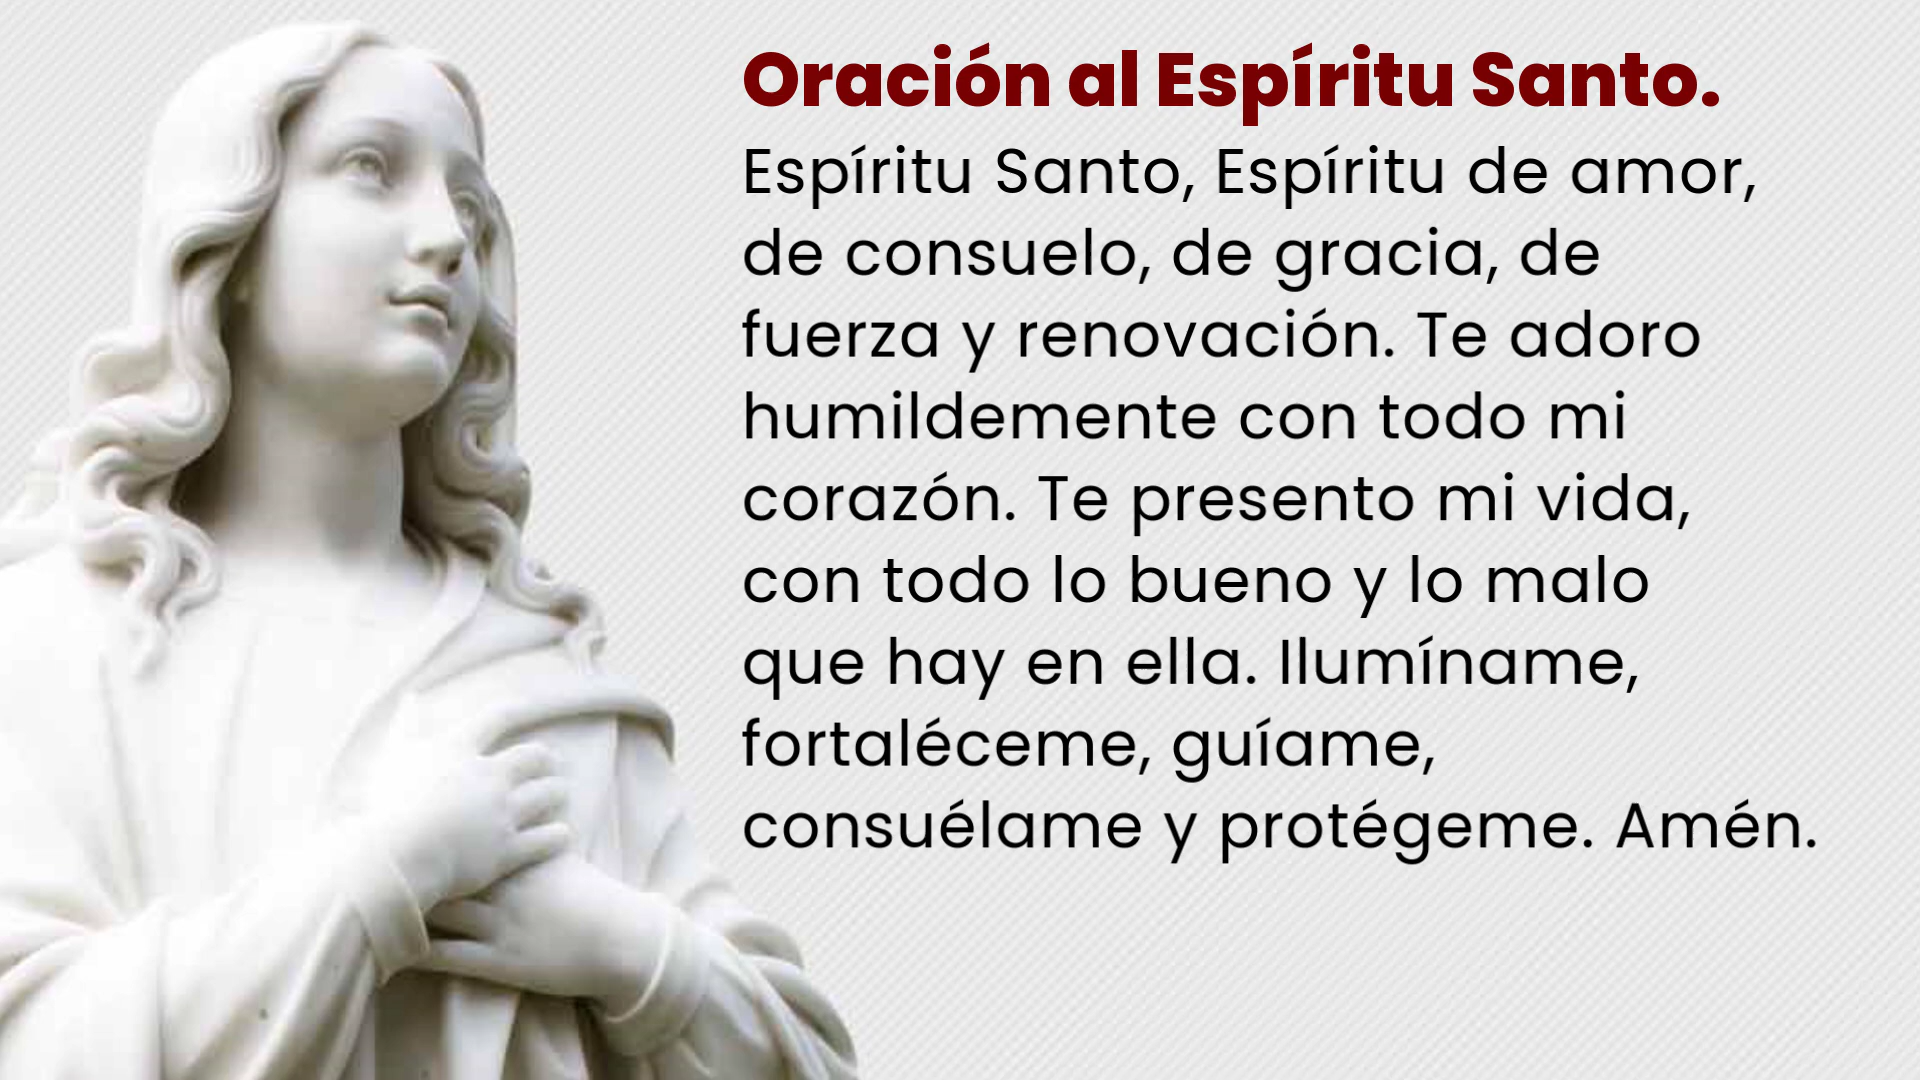 Oración al Espíritu Santo.
Espíritu Santo, Espíritu de amor,
de consuelo, de gracia, de
fuerza y renovación. Te adoro
humildemente con todo mi
corazón. Te presento mi vida,
con todo lo bueno y lo malo
que hay en ella. Ilumíname,
fortaléceme, guíame,
consuélame y protégeme. Amén.